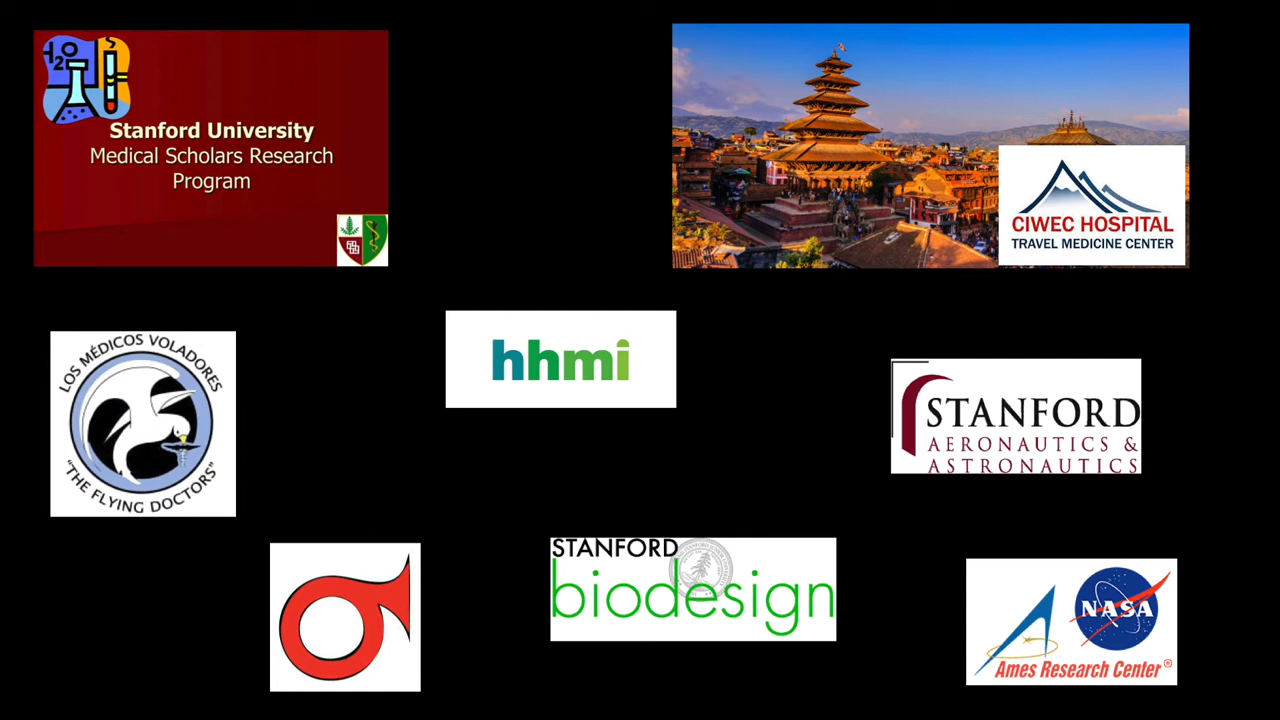 H2O
Stanford University
Medical Scholars Research
Program
CIWEC HOSPITAL
TRAVEL MEDICINE CENTER
LOS MÉDICOS VOLADORES
"THE FLYING DOCTORS"
hhmi
STANFORD
AERONAUTICS &
ASTRONAUTICS
STANFORD
biodesign
NASA
Ames Research Center®